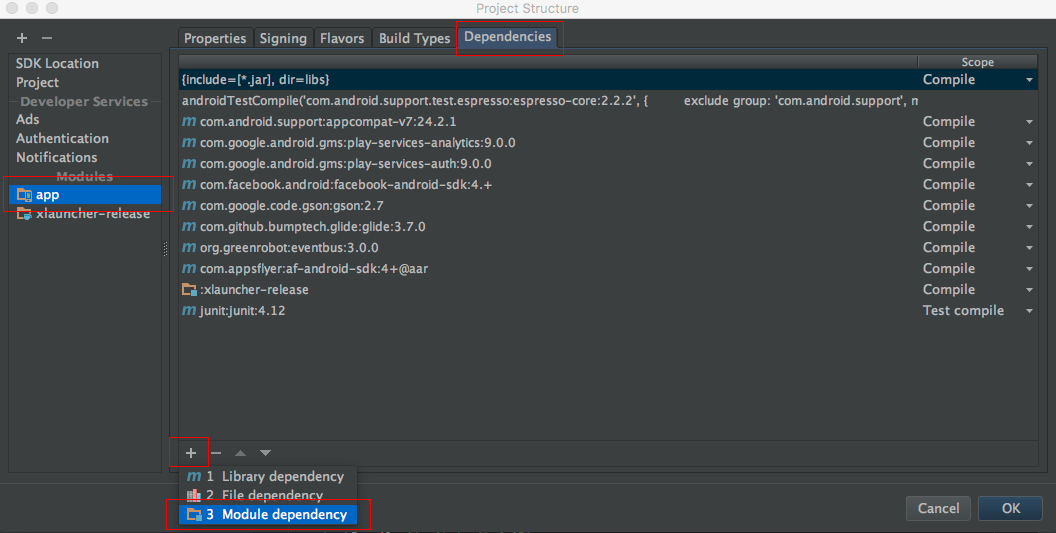 Project Structure
SDK Location
Project
Developer Services
Ads
Authentication
Notifications
Modules
app
xlauncher-release
Properties Signing Flavors Build Types Dependencies
Scope
{include=[*.jar], dir=libs} Compile
androidTestCompile('com.android.support.test.espresso:espresso-core:2.2.2', { exclude group: 'com.android.support', m
m com.android.support:appcompat-v7:24.2.1 Compile
m com.google.android.gms:play-services-analytics:9.0.0 Compile
m com.google.android.gms:play-services-auth:9.0.0 Compile
m com.facebook.android:facebook-android-sdk:4.+ Compile
m com.google.code.gson:gson:2.7 Compile
m com.github.bumptech.glide:glide:3.7.0 Compile
m org.greenrobot:eventbus:3.0.0 Compile
m com.appsflyer:af-android-sdk:4+@aar Compile
:xlauncher-release Compile
m junit:junit:4.12 Test compile
m 1 Library dependency
2 File dependency
3 Module dependency
Cancel OK